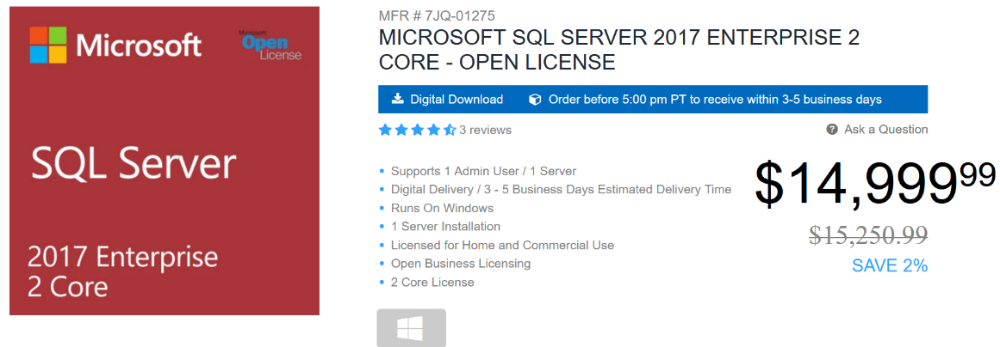 Microsoft
Microsoft
Open
License
SQL Server
2017 Enterprise
2 Core
MFR # 7JQ-01275
MICROSOFT SQL SERVER 2017 ENTERPRISE 2
CORE - OPEN LICENSE
Digital Download
Order before 5:00 pm PT to receive within 3-5 business days
3 reviews
Ask a Question
• Supports 1 Admin User / 1 Server
• Digital Delivery / 3 - 5 Business Days Estimated Delivery Time
• Runs On Windows
• 1 Server Installation
• Licensed for Home and Commercial Use
• Open Business Licensing
• 2 Core License
$14,999.99
$15,250.99
SAVE 2%